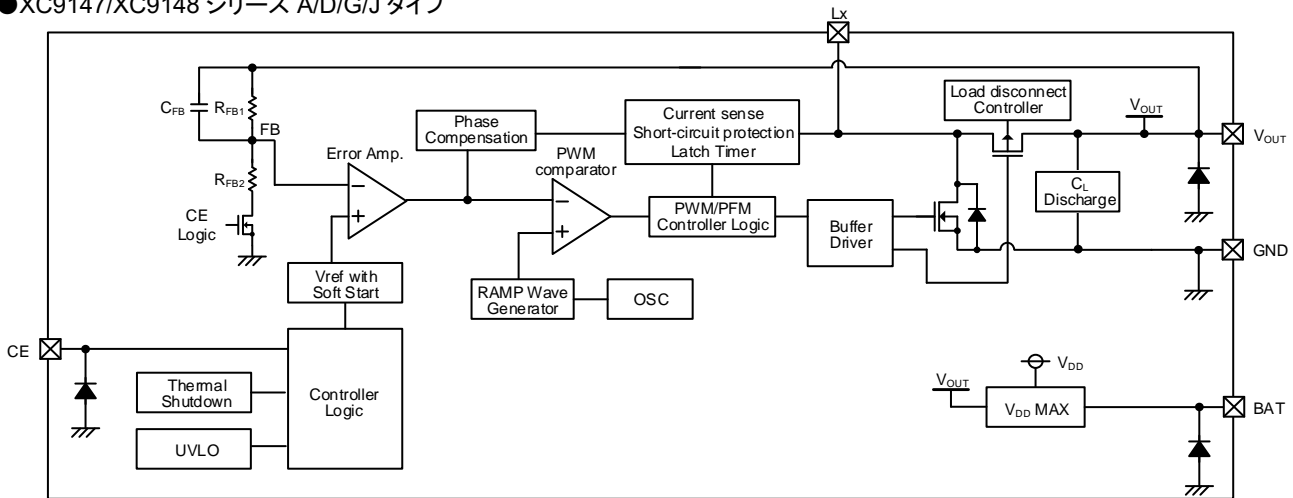 ●XC9147/XC9148 シリーズ A/D/G/J タイプ
Lx
CFB
RFB1
FB
RFB2
CE
Logic
Error Amp.
Phase
Compensation
PWM
comparator
Current sense
Short-circuit protection
Latch Timer
Load disconnect
Controller
VOUT
VOUT
CL
Discharge
PWM/PFM
Controller Logic
Buffer
Driver
GND
Vref with
Soft Start
RAMP Wave
Generator
OSC
CE
Thermal
Shutdown
UVLO
Controller
Logic
VOUT
VDD
VDD MAX
BAT